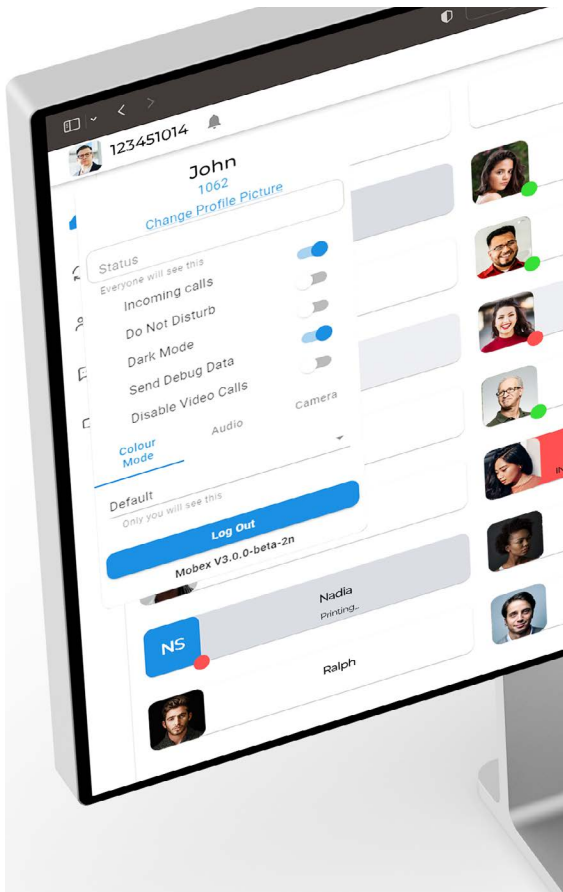 123451014
John
1062
Change Profile Picture
Status
Everyone will see this
Incoming calls
Do Not Disturb
Dark Mode
Send Debug Data
Disable Video Calls
Colour Mode
Audio
Camera
Default
Only you will see this
Log Out
Mobex V3.0.0-beta-2n
NS
Nadia
Printing...
Ralph
IN